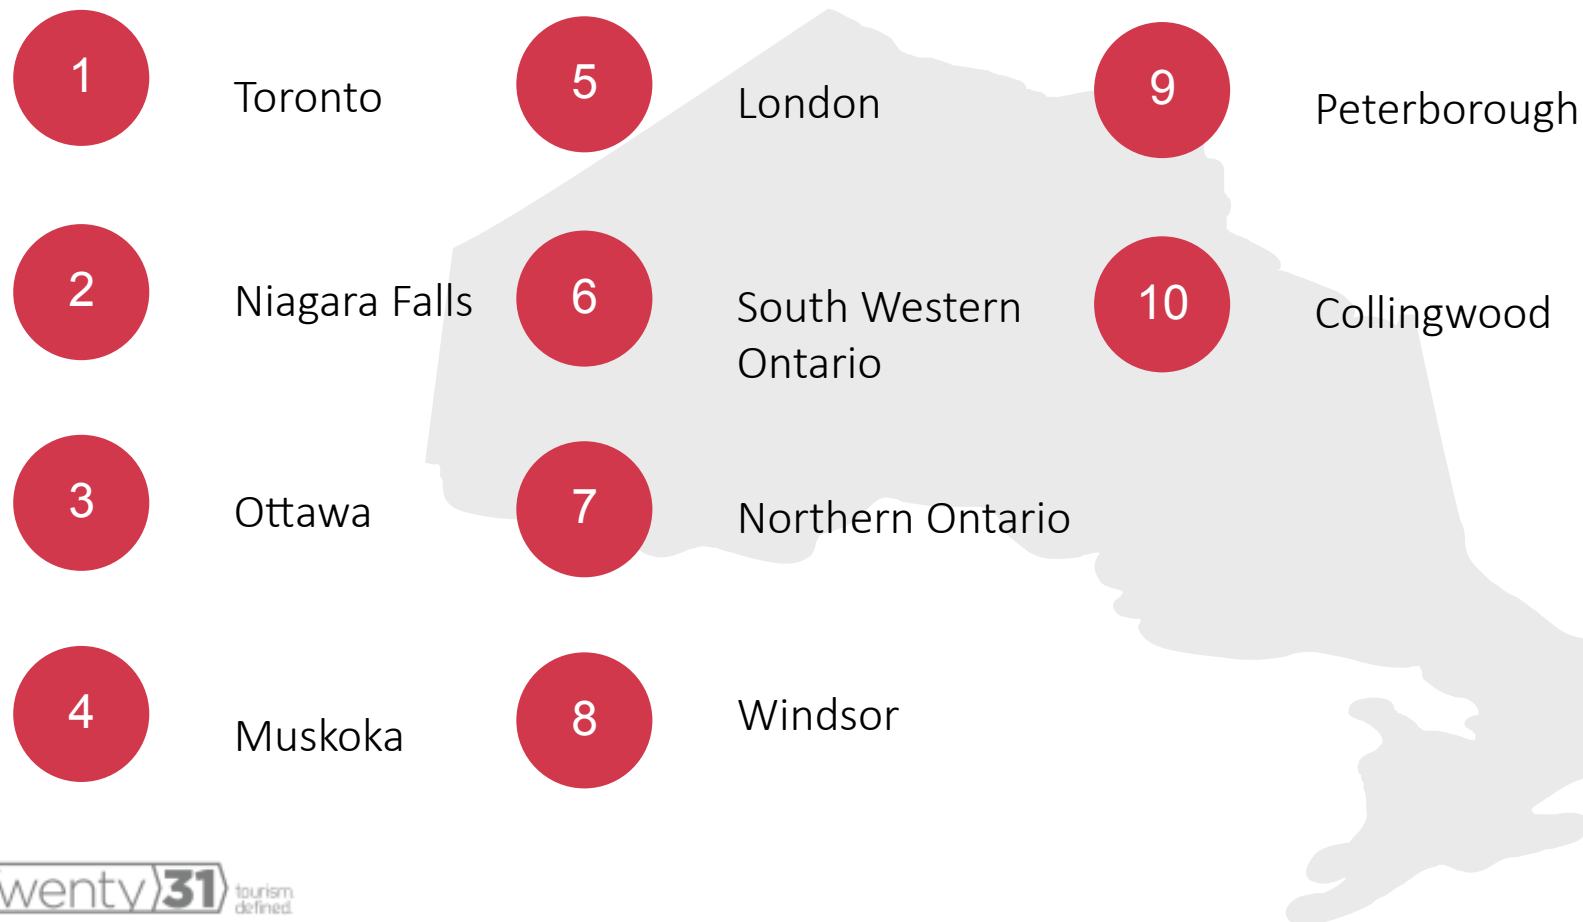 1
Toronto
2
Niagara Falls
3
Ottawa
4
Muskoka
5
London
6
South Western
Ontario
7
Northern Ontario
8
Windsor
9
Peterborough
10
Collingwood
wenty 31
tourism
defined